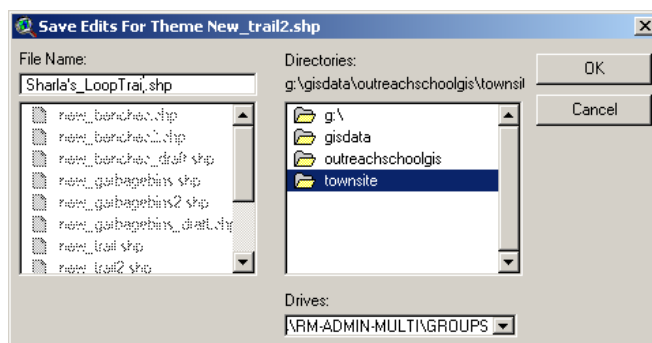 Save Edits For Theme New_trail2.shp
File Name:
Sharla's_LoopTrai.shp
new_benches.shp
new_benches2.shp
new_benches_draft.shp
new_garbagebins.shp
new_garbagebins2.shp
new_garbagebins_draft.shp
new_trail.shp
new_trail2.shp
Directories:
g:\gisdata\outreachschoolgis\townsit
g:\
gisdata
outreachschoolgis
townsite
Drives:
\RM-ADMIN-MULTI\GROUPS
OK
Cancel